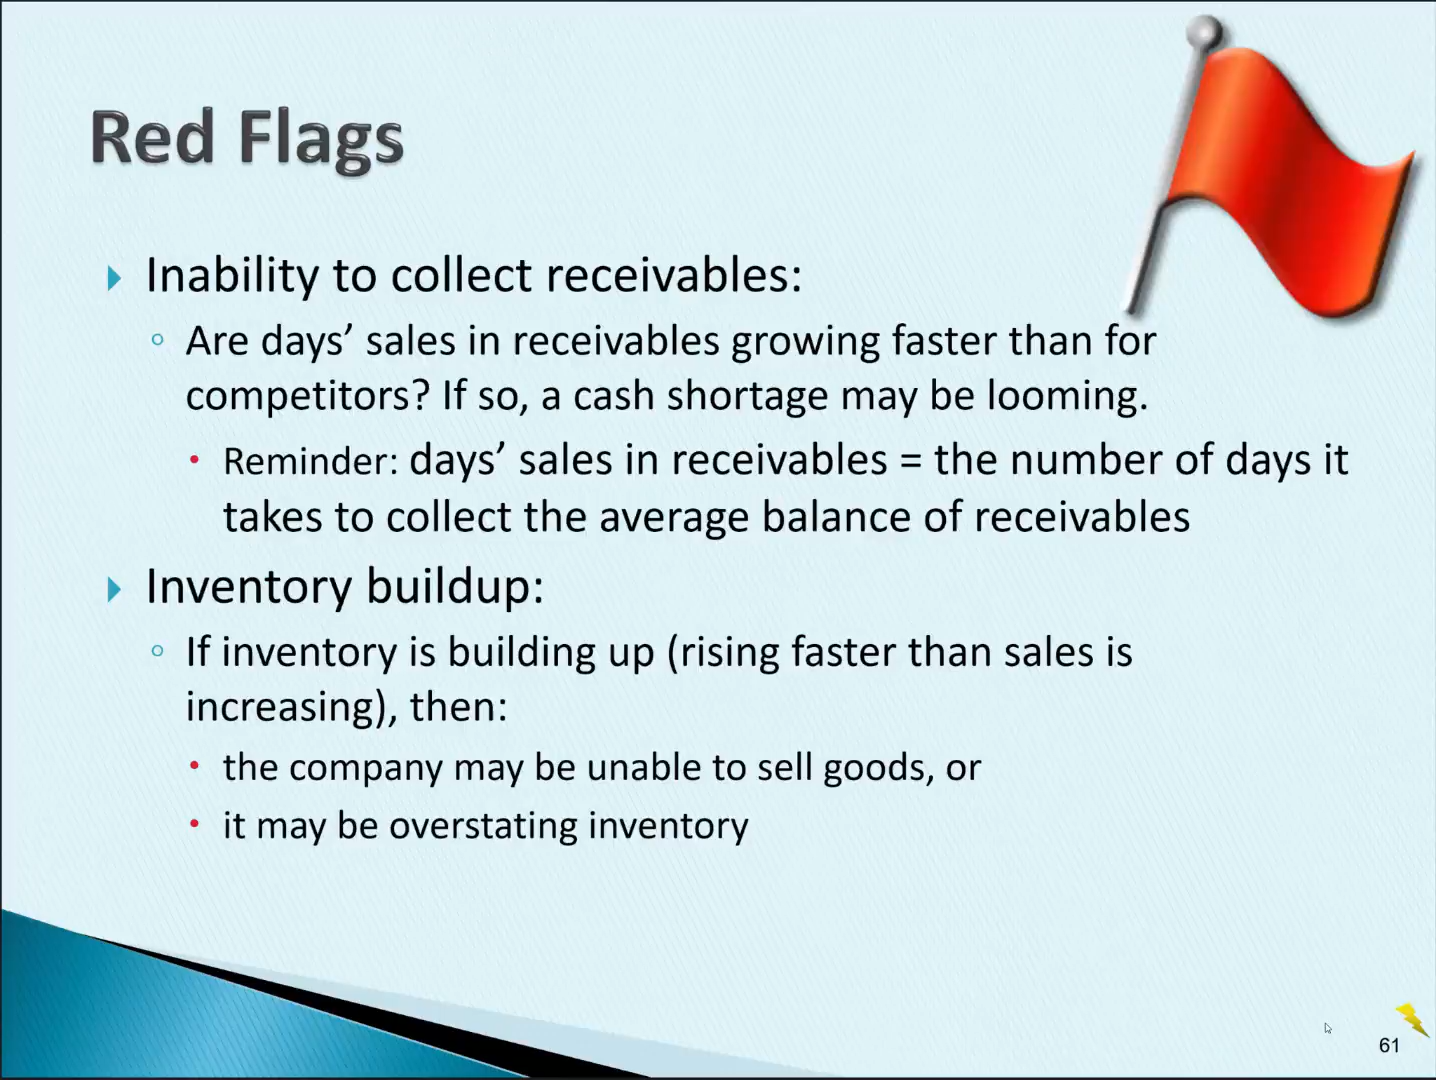 Red Flags
Inability to collect receivables:
Are days’ sales in receivables growing faster than for
competitors? If so, a cash shortage may be looming.
Reminder: days’ sales in receivables = the number of days it
takes to collect the average balance of receivables
Inventory buildup:
If inventory is building up (rising faster than sales is
increasing), then:
the company may be unable to sell goods, or
it may be overstating inventory
61